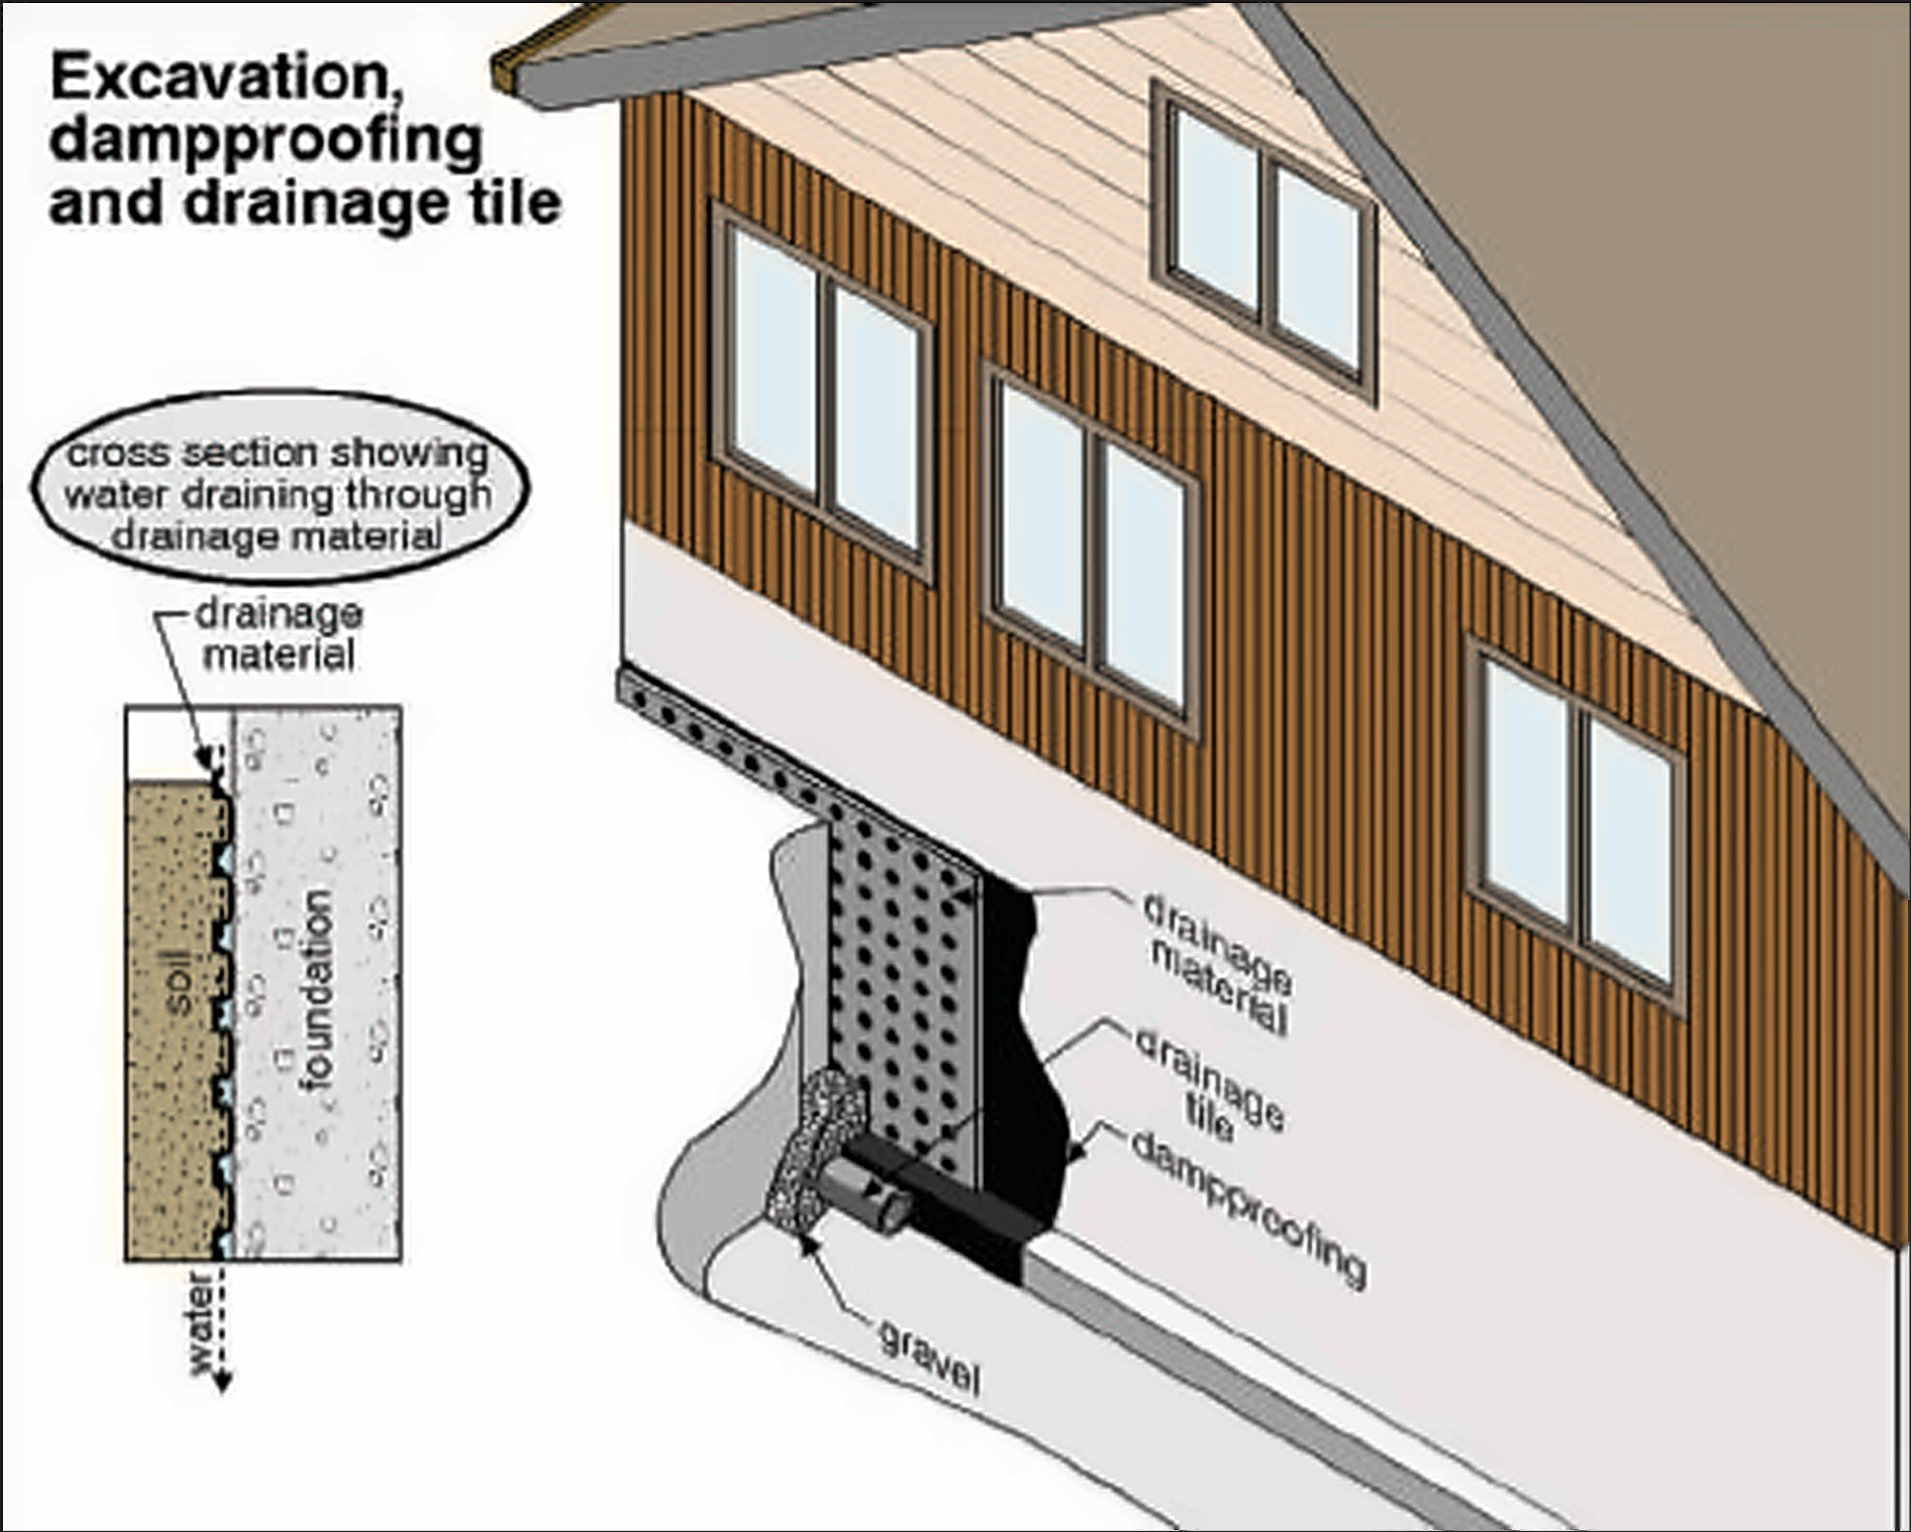 Excavation,
dampproofing
and drainage tile
cross section showing
water draining through
drainage material
drainage
material
soil
foundation
water
drainage
material
drainage
tile
dampproofing
gravel